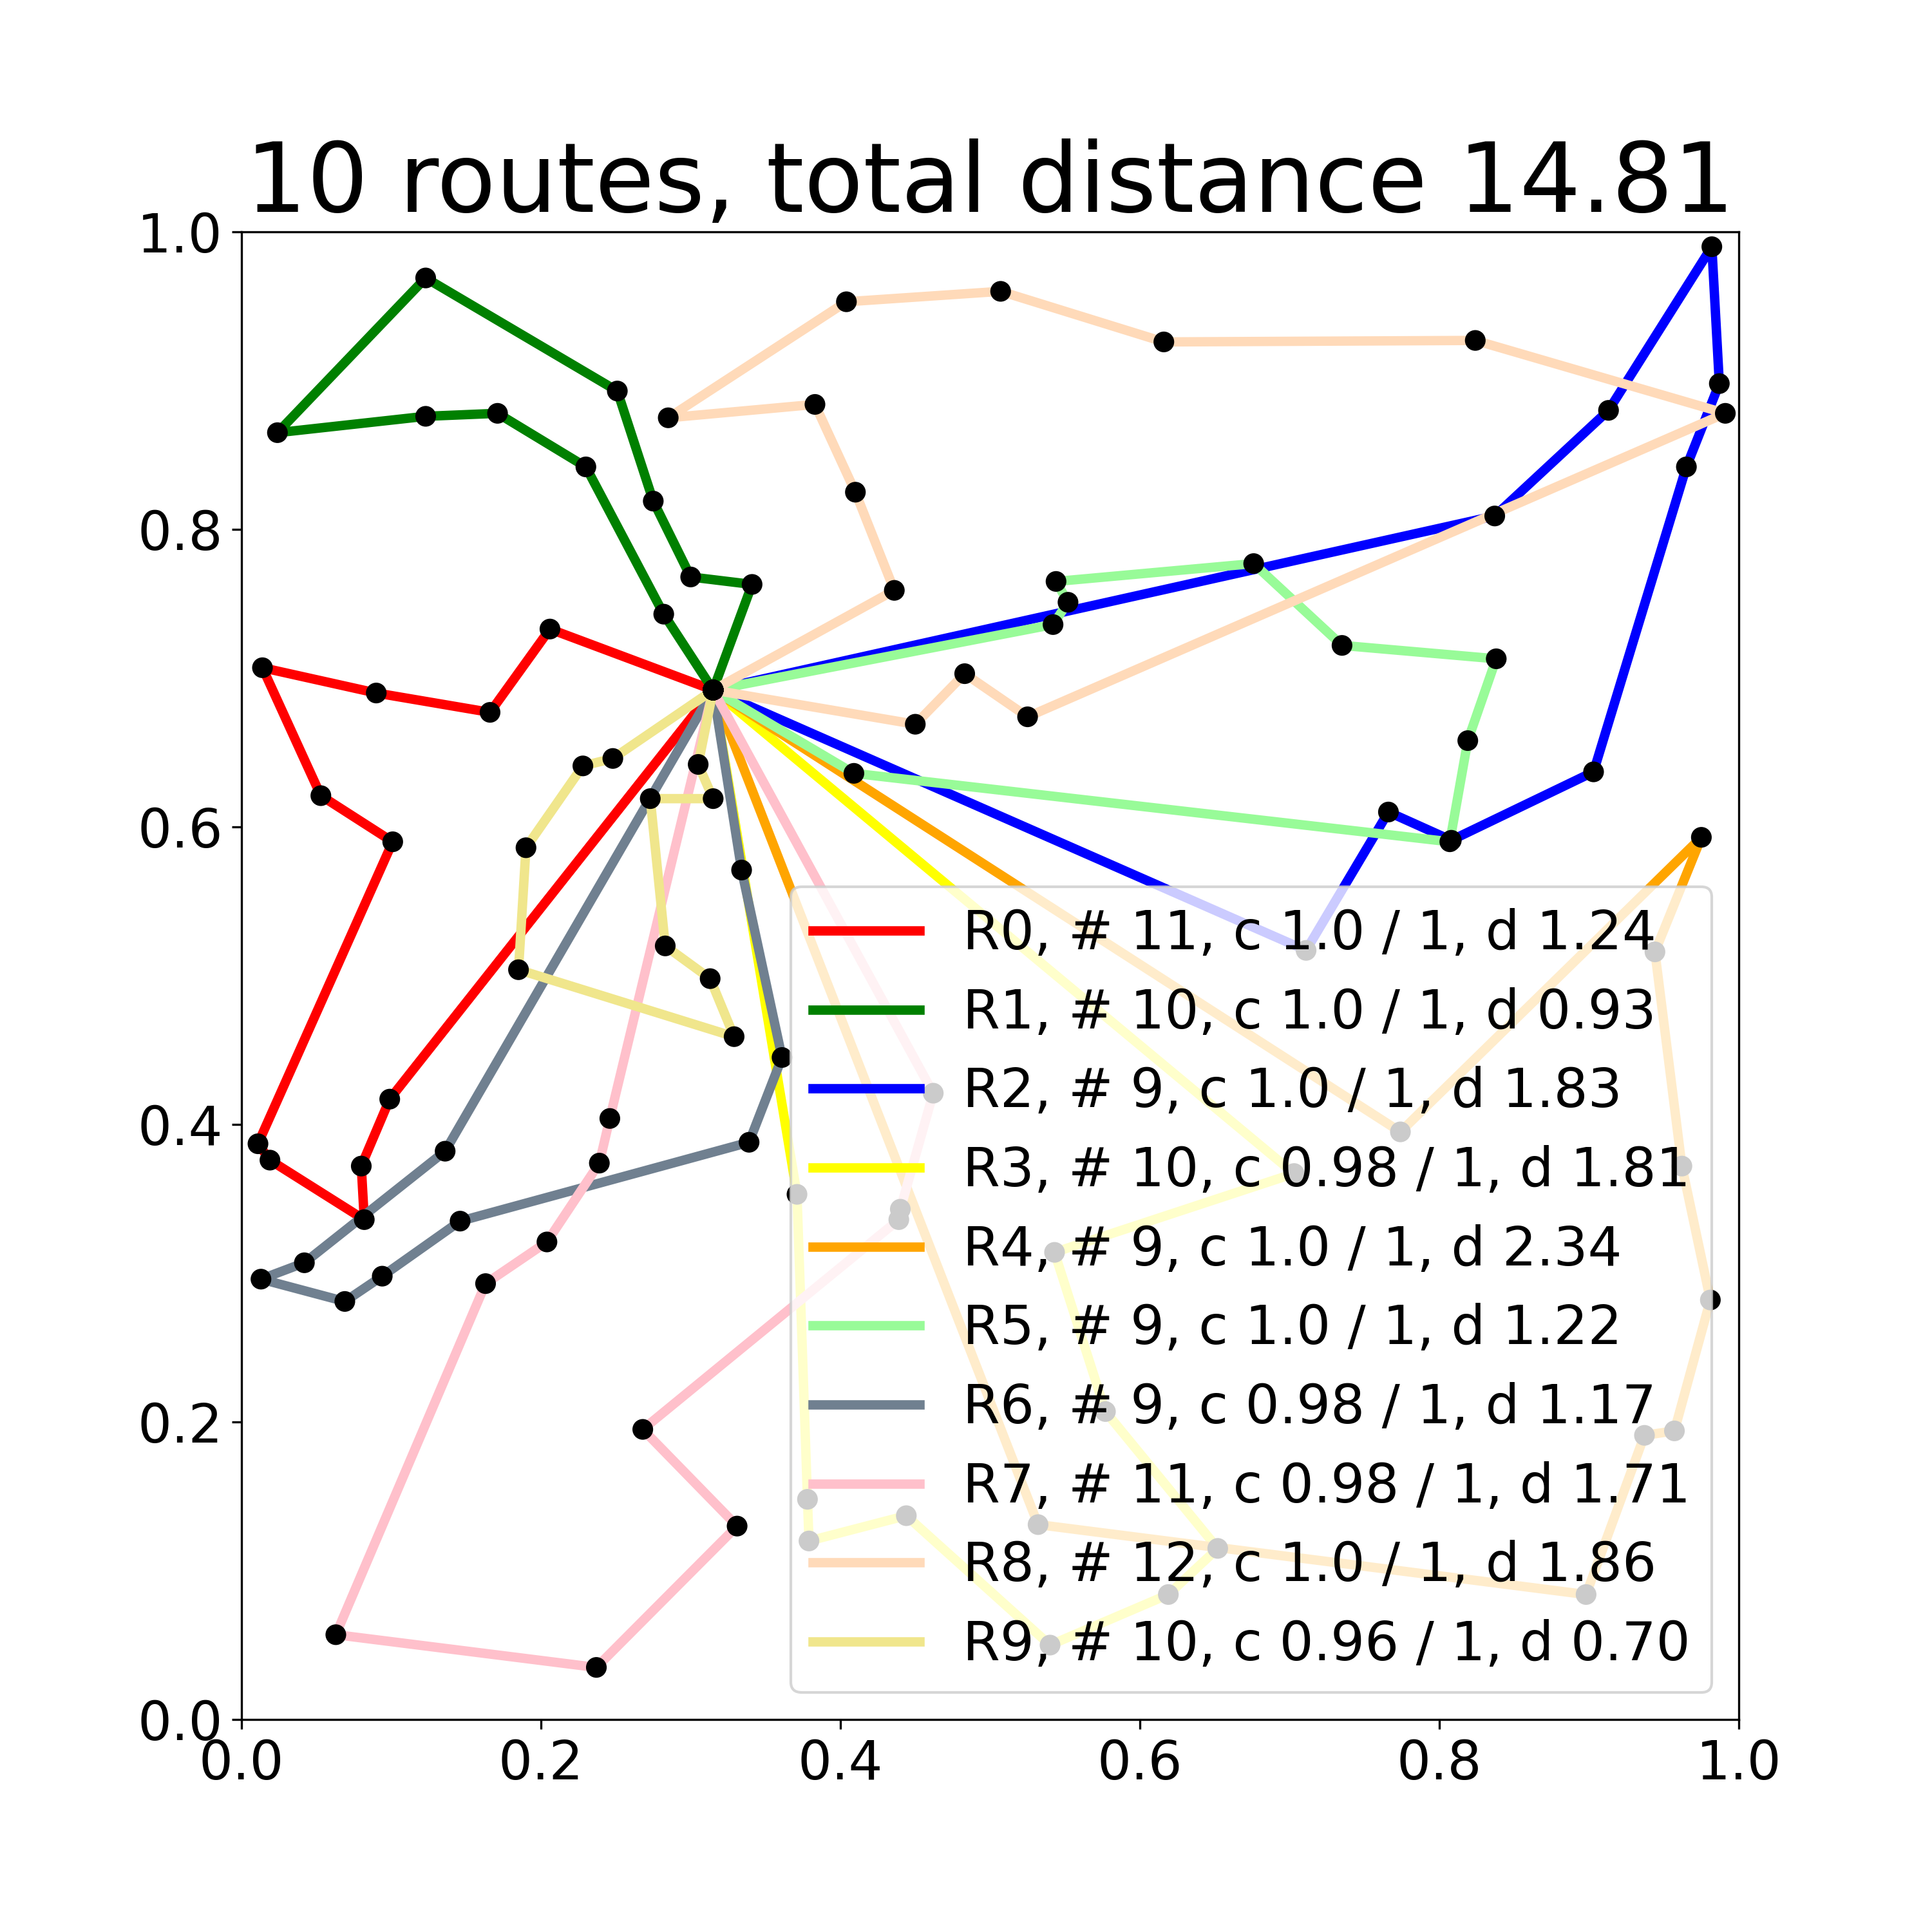 10 routes, total distance 14.81
1.0
0.8
0.6
0.4
0.2
0.0
R0, # 11, c 1.0 / 1, d 1.24
R1, # 10, c 1.0 / 1, d 0.93
R2, # 9, c 1.0 / 1, d 1.83
R3, # 10, c 0.98 / 1, d 1.81
R4, # 9, c 1.0 / 1, d 2.34
R5, # 9, c 1.0 / 1, d 1.22
R6, # 9, c 0.98 / 1, d 1.17
R7, # 11, c 0.98 / 1, d 1.71
R8, # 12, c 1.0 / 1, d 1.86
R9, # 10, c 0.96 / 1, d 0.70
0.0 0.2 0.4 0.6 0.8 1.0